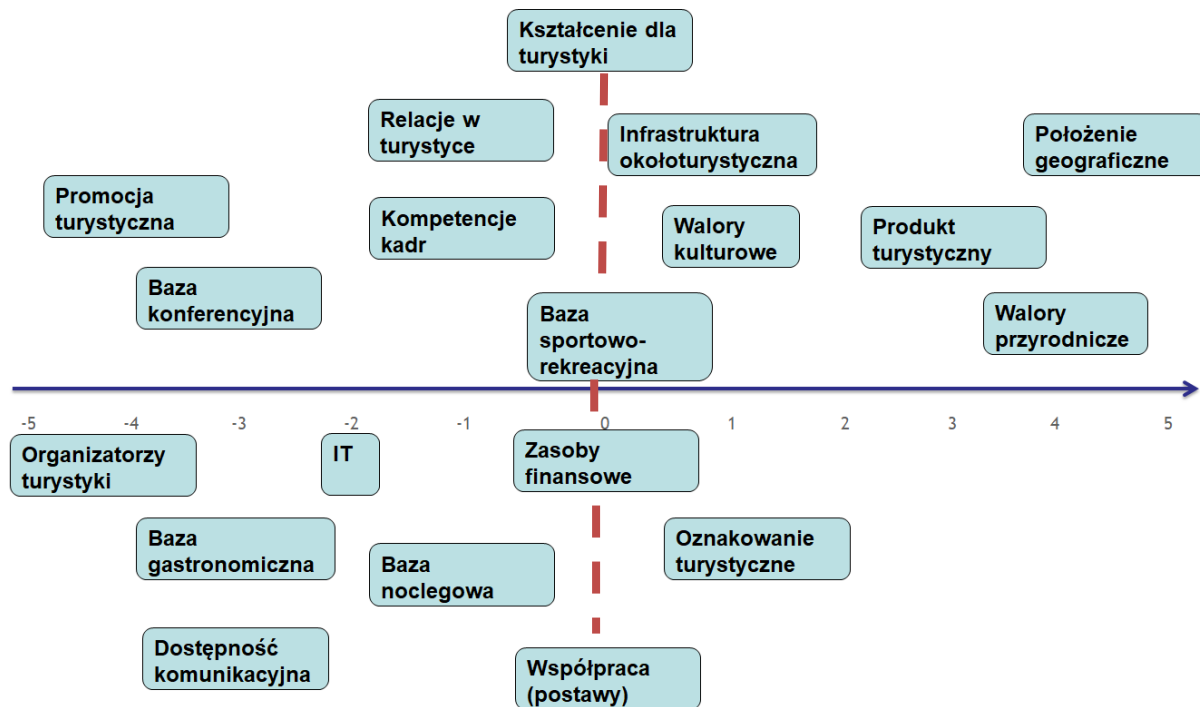 Kształcenie dla
turystyki
Relacje w
turystyce
Infrastruktura
okołoturystyczna
Położenie
geograficzne
Promocja
turystyczna
Kompetencje
kadr
Walory
kulturowe
Produkt
turystyczny
Baza
konferencyjna
Baza
sportowo-
rekreacyjna
Walory
przyrodnicze
-5 -4 -3 -2 -1 0 1 2 3 4 5
Organizatorzy
turystyki
IT
Zasoby
finansowe
Baza
gastronomiczna
Baza
noclegowa
Oznakowanie
turystyczne
Dostępność
komunikacyjna
Współpraca
(postawy)